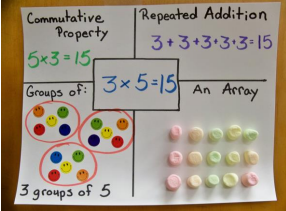 Commutative
Property
5×3=15
Repeated Addition
3+3+3+3+3=15
3×5=15
Groups of:
3 groups of 5
An Array